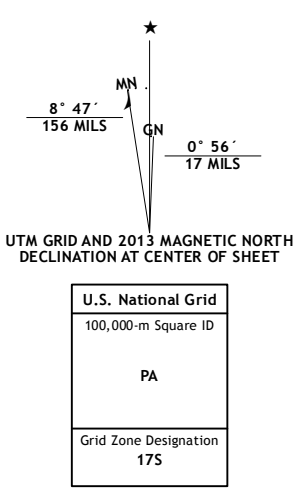 ★
MN
8° 47´
156 MILS
GN
0° 56´
17 MILS
UTM GRID AND 2013 MAGNETIC NORTH
DECLINATION AT CENTER OF SHEET
U.S. National Grid
100,000-m Square ID
PA
Grid Zone Designation
17S